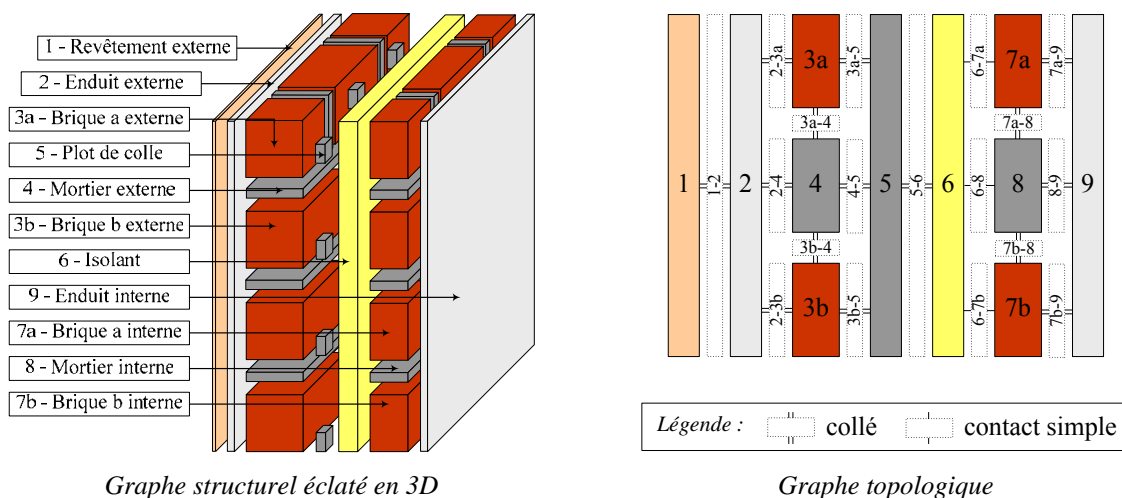 1 - Revêtement externe
2 - Enduit externe
3a - Brique a externe
5 - Plot de colle
4 - Mortier externe
3b - Brique b externe
6 - Isolant
9 - Enduit interne
7a - Brique a interne
8 - Mortier interne
7b - Brique b interne
Graphe structurel éclaté en 3D
1
1-2
2
2-3a
3a
3a-5
3a-4
2-4
4
4-5
3b-4
2-3b
3b
3b-5
5
5-6
6
6-7a
7a
7a-9
7a-8
6-8
8
8-9
7b-8
6-7b
7b
7b-9
9
Légende :
collé
contact simple
Graphe topologique